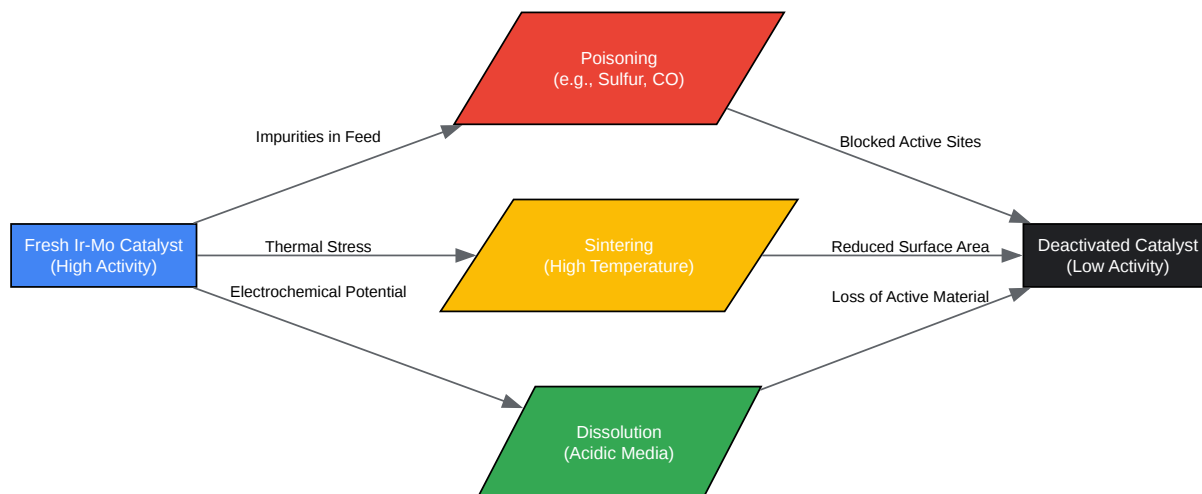 Poisoning
(e.g., Sulfur, CO)
Impurities in Feed
Blocked Active Sites
Fresh Ir-Mo Catalyst
(High Activity)
Thermal Stress
Sintering
(High Temperature)
Reduced Surface Area
Deactivated Catalyst
(Low Activity)
Electrochemical Potential
Loss of Active Material
Dissolution
(Acidic Media)